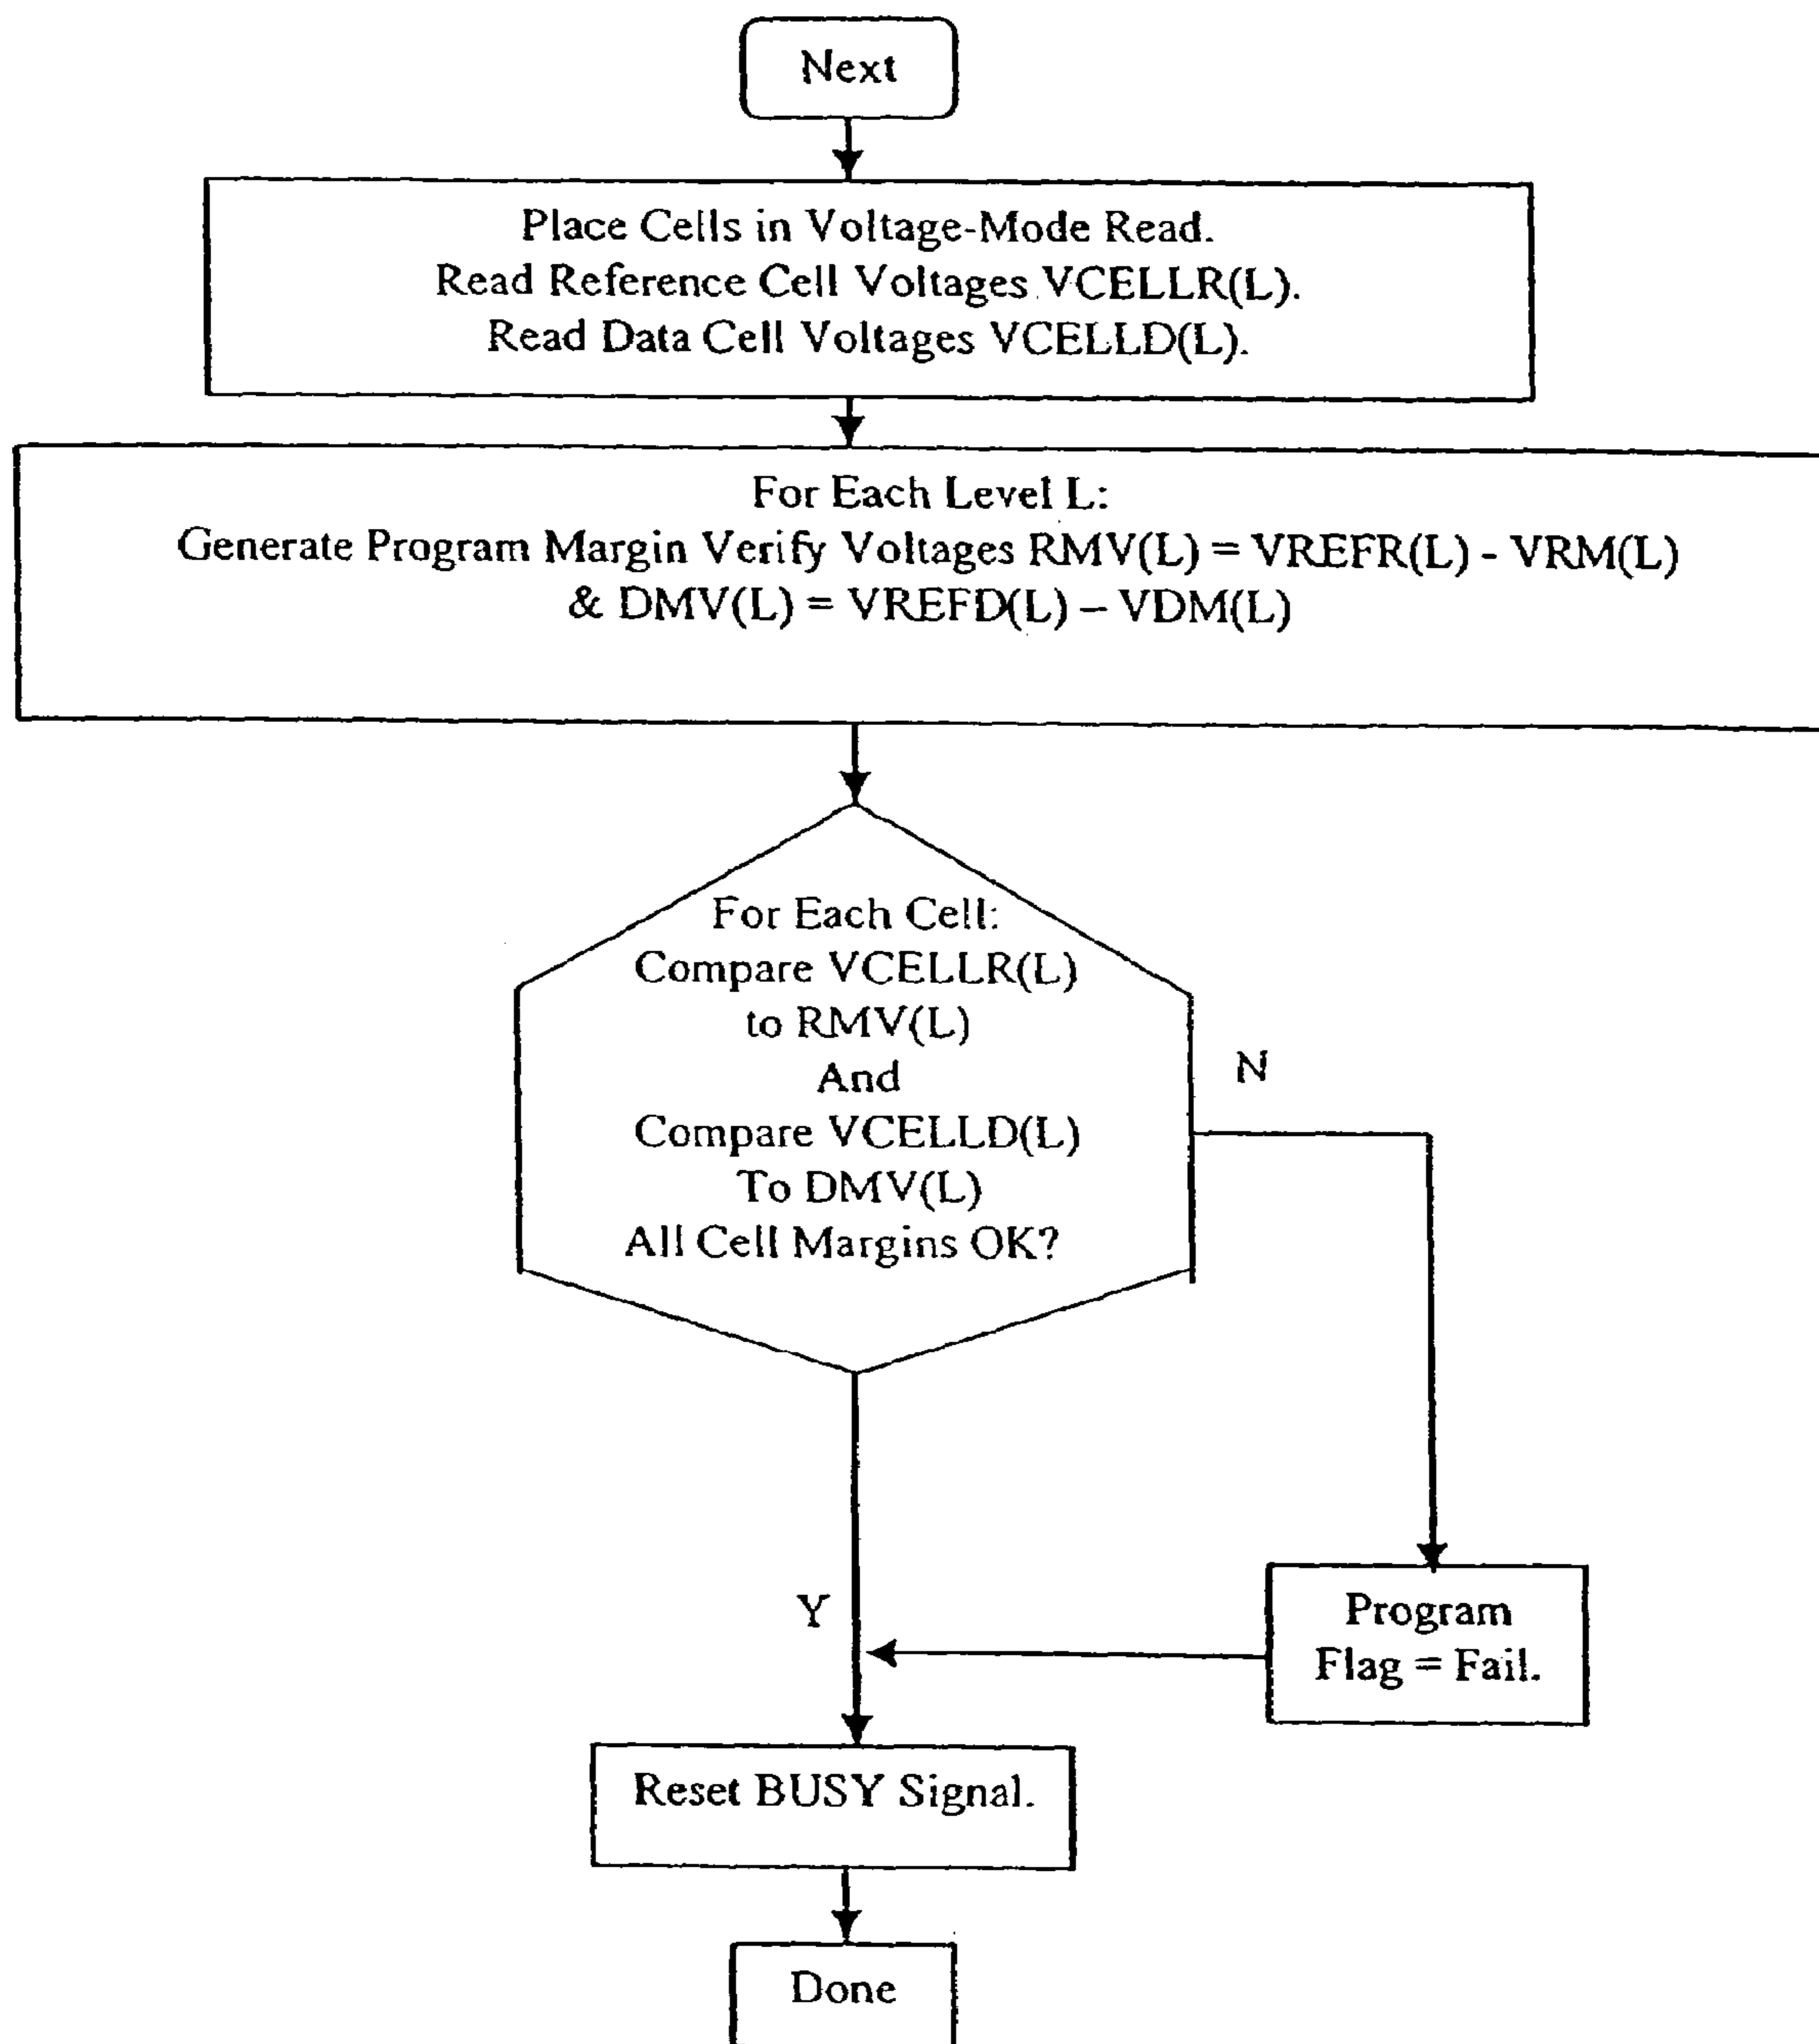 Next
Place Cells in Voltage-Mode Read.
Read Reference Cell Voltages VCELLR(L).
Read Data Cell Voltages VCELLD(L).
For Each Level L:
Generate Program Margin Verify Voltages RMV(L) = VREFR(L) - VRM(L)
& DMV(L) = VREFD(L) – VDM(L)
For Each Cell:
Compare VCELLR(L)
to RMV(L)
And
Compare VCELLD(L)
To DMV(L)
All Cell Margins OK?
N
Y
Program
Flag = Fail.
Reset BUSY Signal.
Done